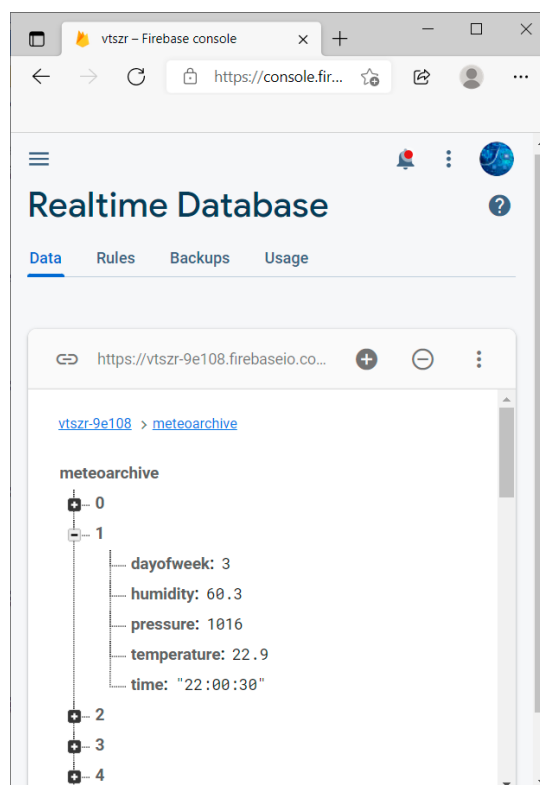 vtszr – Firebase console
https://console.fir...
Realtime Database
Data Rules Backups Usage
https://vtszr-9e108.firebaseio.co...
vtszr-9e108 > meteoarchive
meteoarchive
0
1
dayofweek: 3
humidity: 60.3
pressure: 1016
temperature: 22.9
time: "22:00:30"
2
3
4